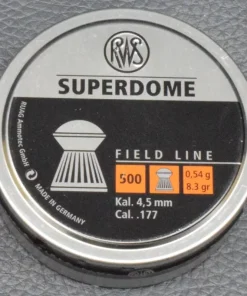 RWS
SUPERDOME
FIELD LINE
500
0,54 g
8.3 gr
Kal. 4,5 mm
Cal. .177
RUAG Ammotec GmbH
MADE IN GERMANY